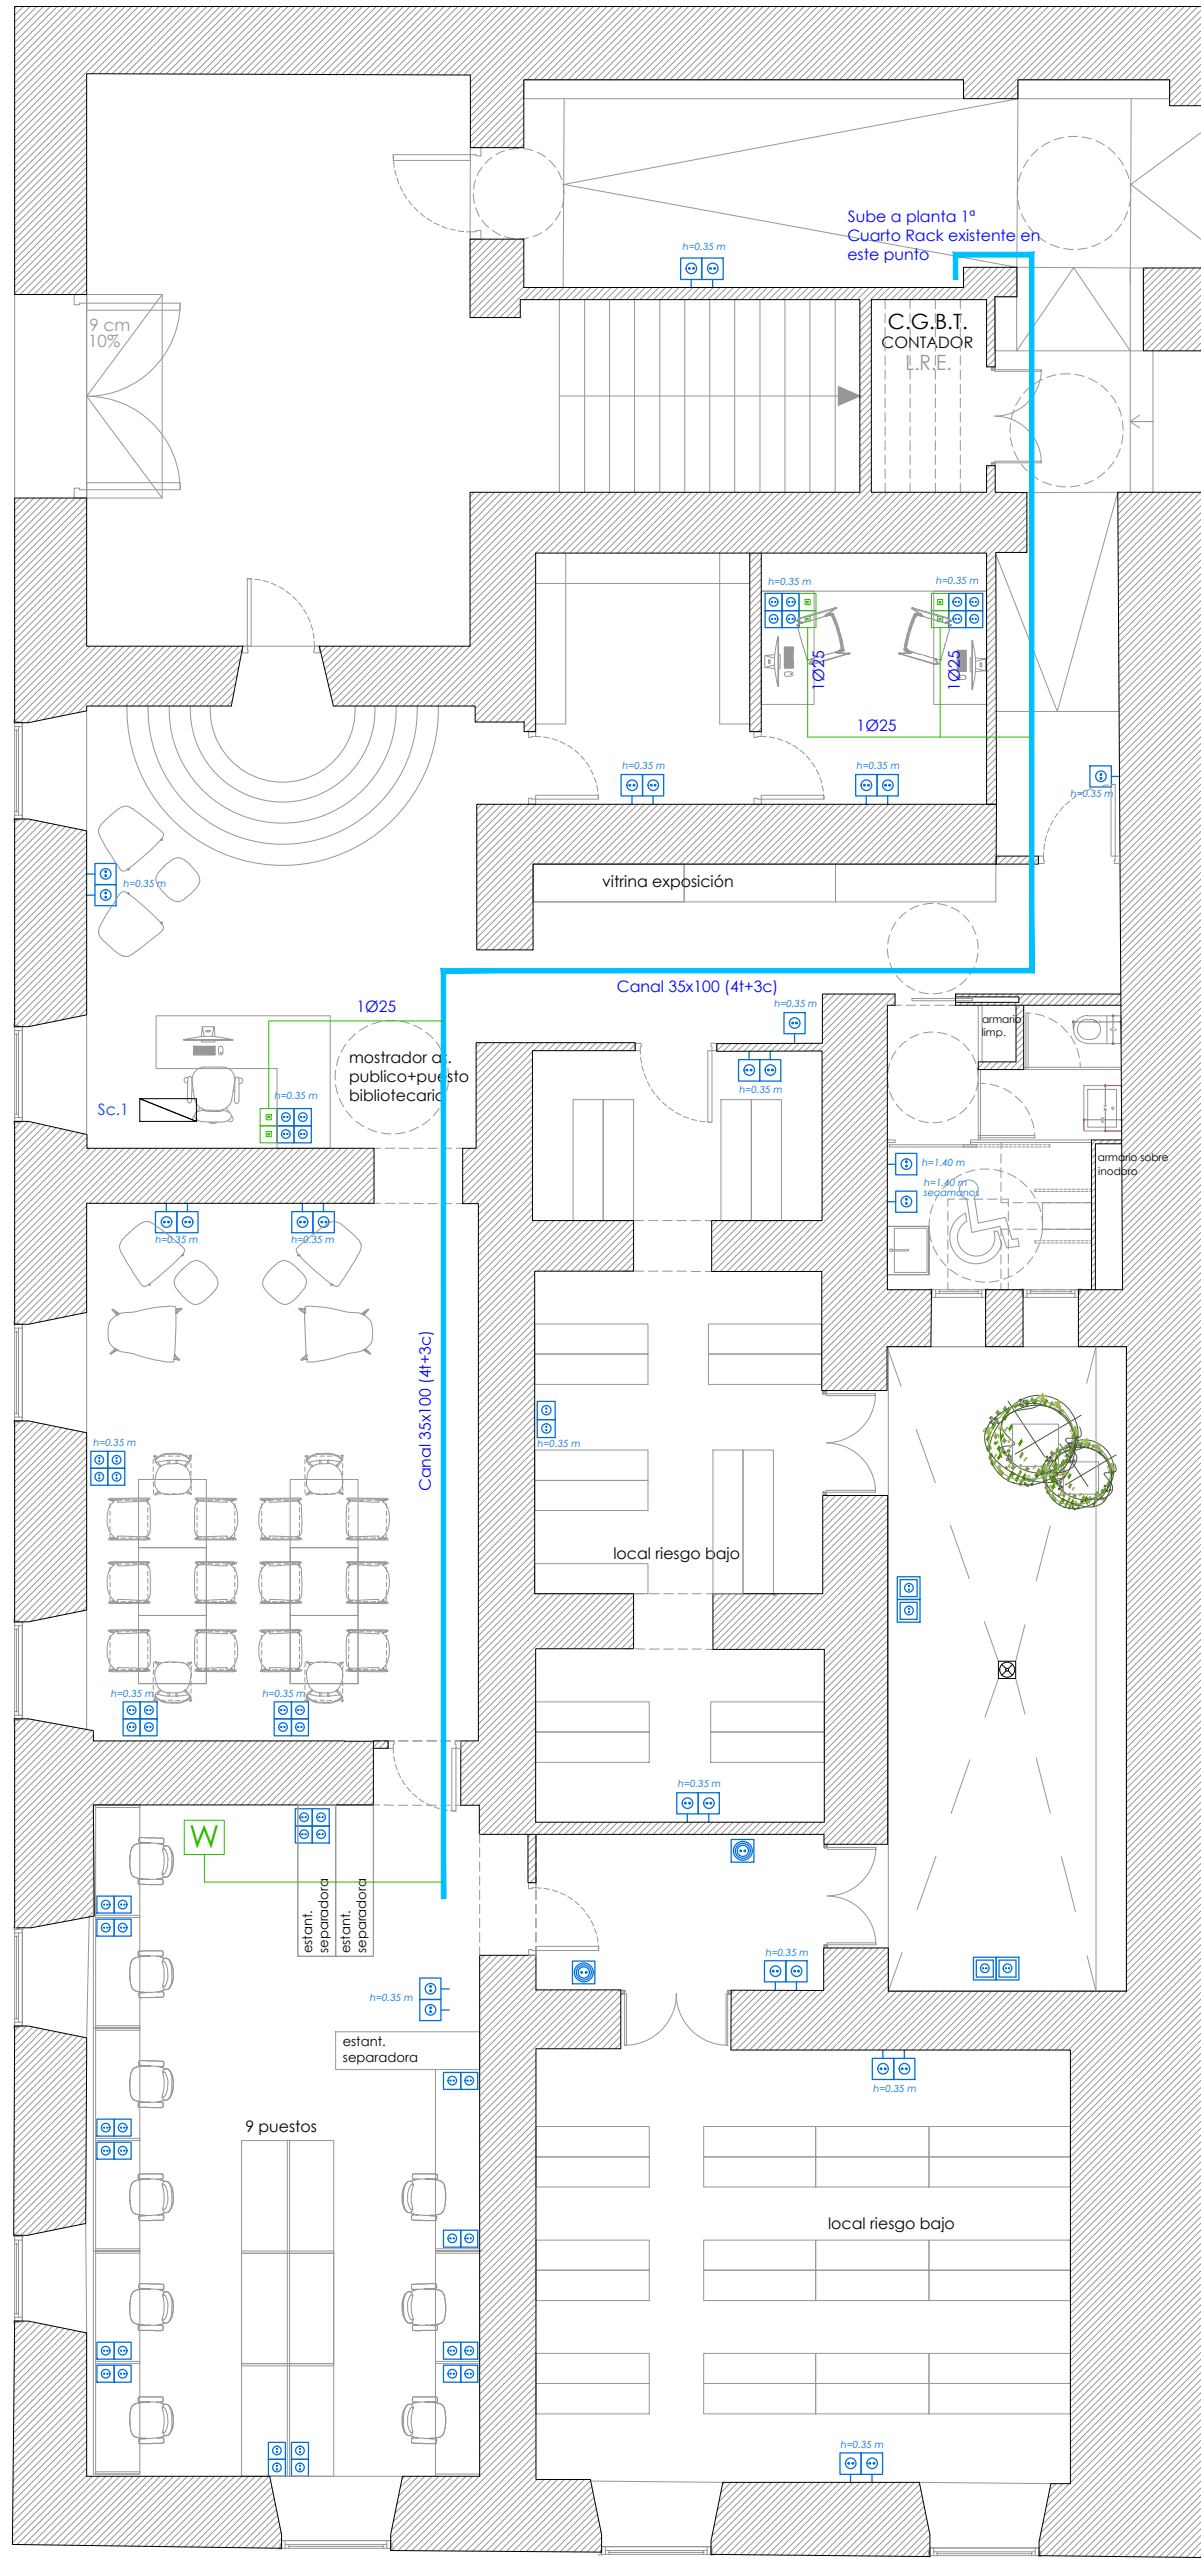 Sube a planta 1ª
Cuarto Rack existente en
este punto
h=0.35 m
9 cm
10%
C.G.B.T.
CONTADOR
L.R.E.
h=0.35 m
h=0.35 m
1Ø25
1Ø25
1Ø25
h=0.35 m
h=0.35 m
h=0.35 m
h=0.35 m
vitrina exposición
Canal 35x100 (4t+3c)
1Ø25
h=0.35 m
armario
limp.
mostrador at.
publico+puesto
bibliotecario
h=0.35 m
Sc.1
h=0.35 m
h=1.40 m
h=1.40 m
secamanos
armario sobre
inodoro
h=0.35 m
h=0.35 m
Canal 35x100 (4t+3c)
h=0.35 m
h=0.35 m
local riesgo bajo
h=0.35 m
h=0.35 m
h=0.35 m
W
estant.
separadora
estant.
separadora
h=0.35 m
h=0.35 m
estant.
separadora
h=0.35 m
9 puestos
local riesgo bajo
h=0.35 m